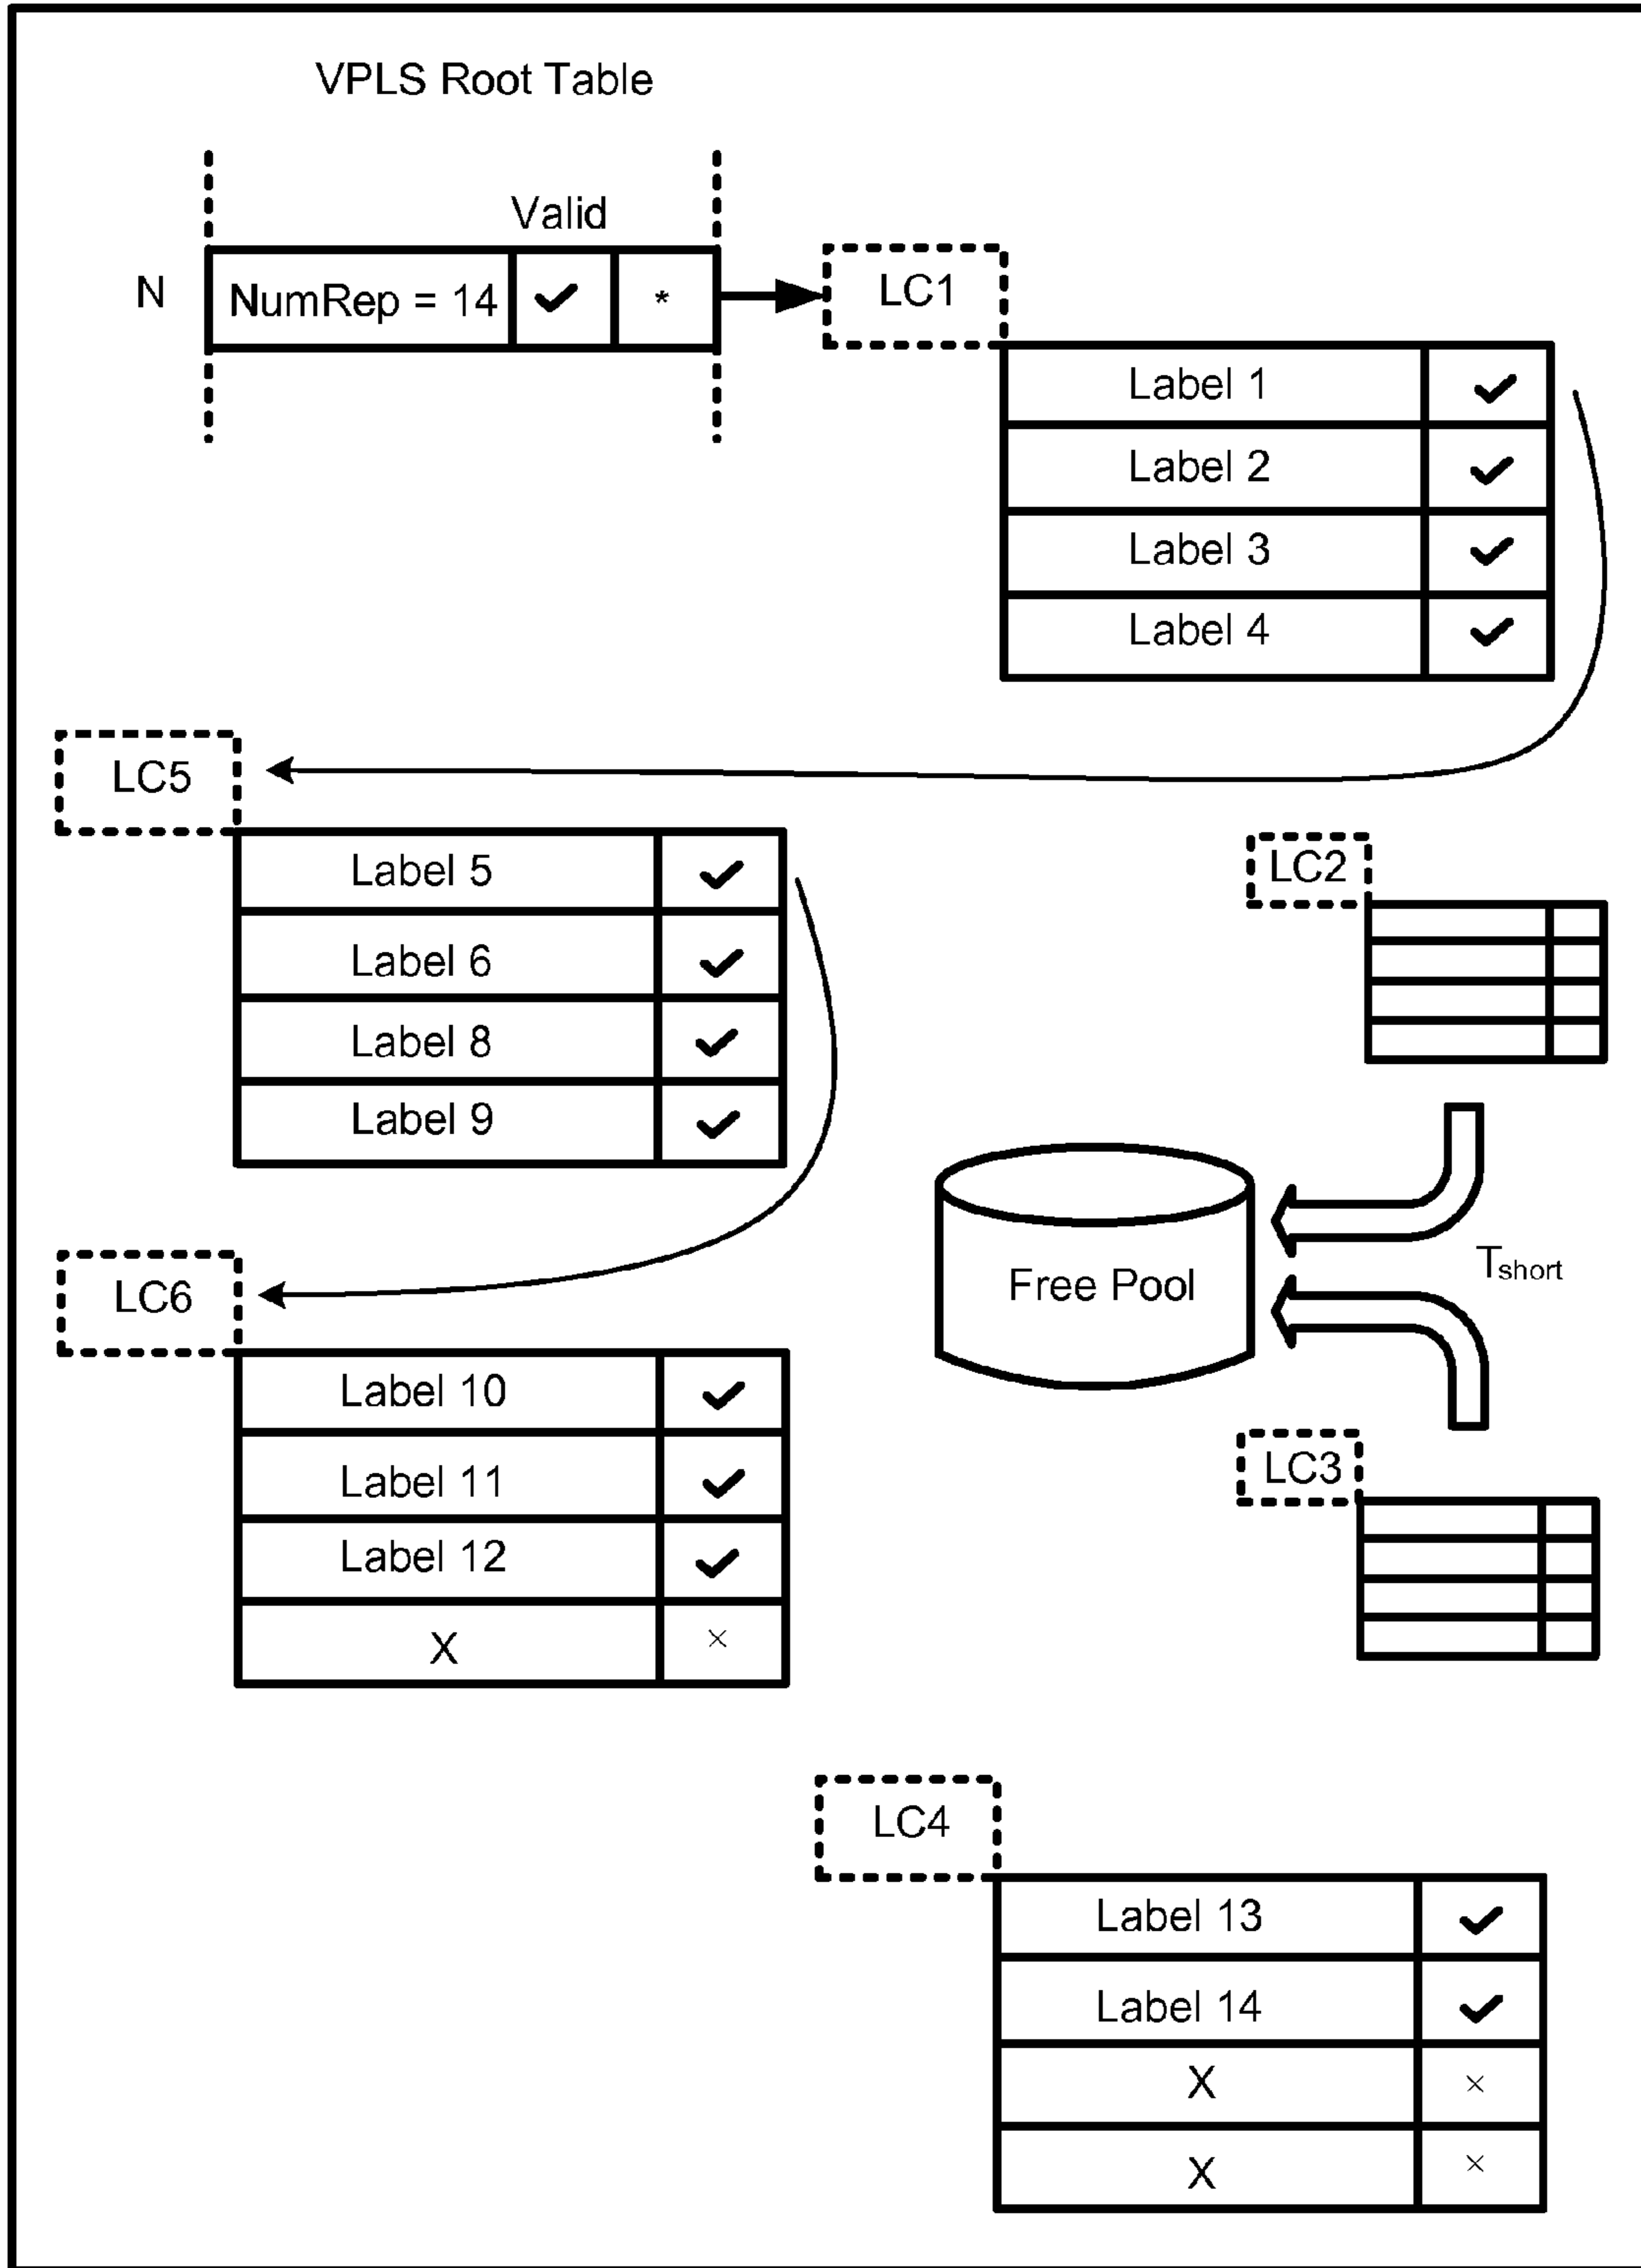 VPLS Root Table
Valid
N
NumRep = 14 ✓ *
LC1
Label 1 ✓
Label 2 ✓
Label 3 ✓
Label 4 ✓
LC5
Label 5 ✓
Label 6 ✓
Label 8 ✓
Label 9 ✓
LC2
Free Pool
Tshort
LC6
Label 10 ✓
Label 11 ✓
Label 12 ✓
X ×
LC3
LC4
Label 13 ✓
Label 14 ✓
X ×
X ×